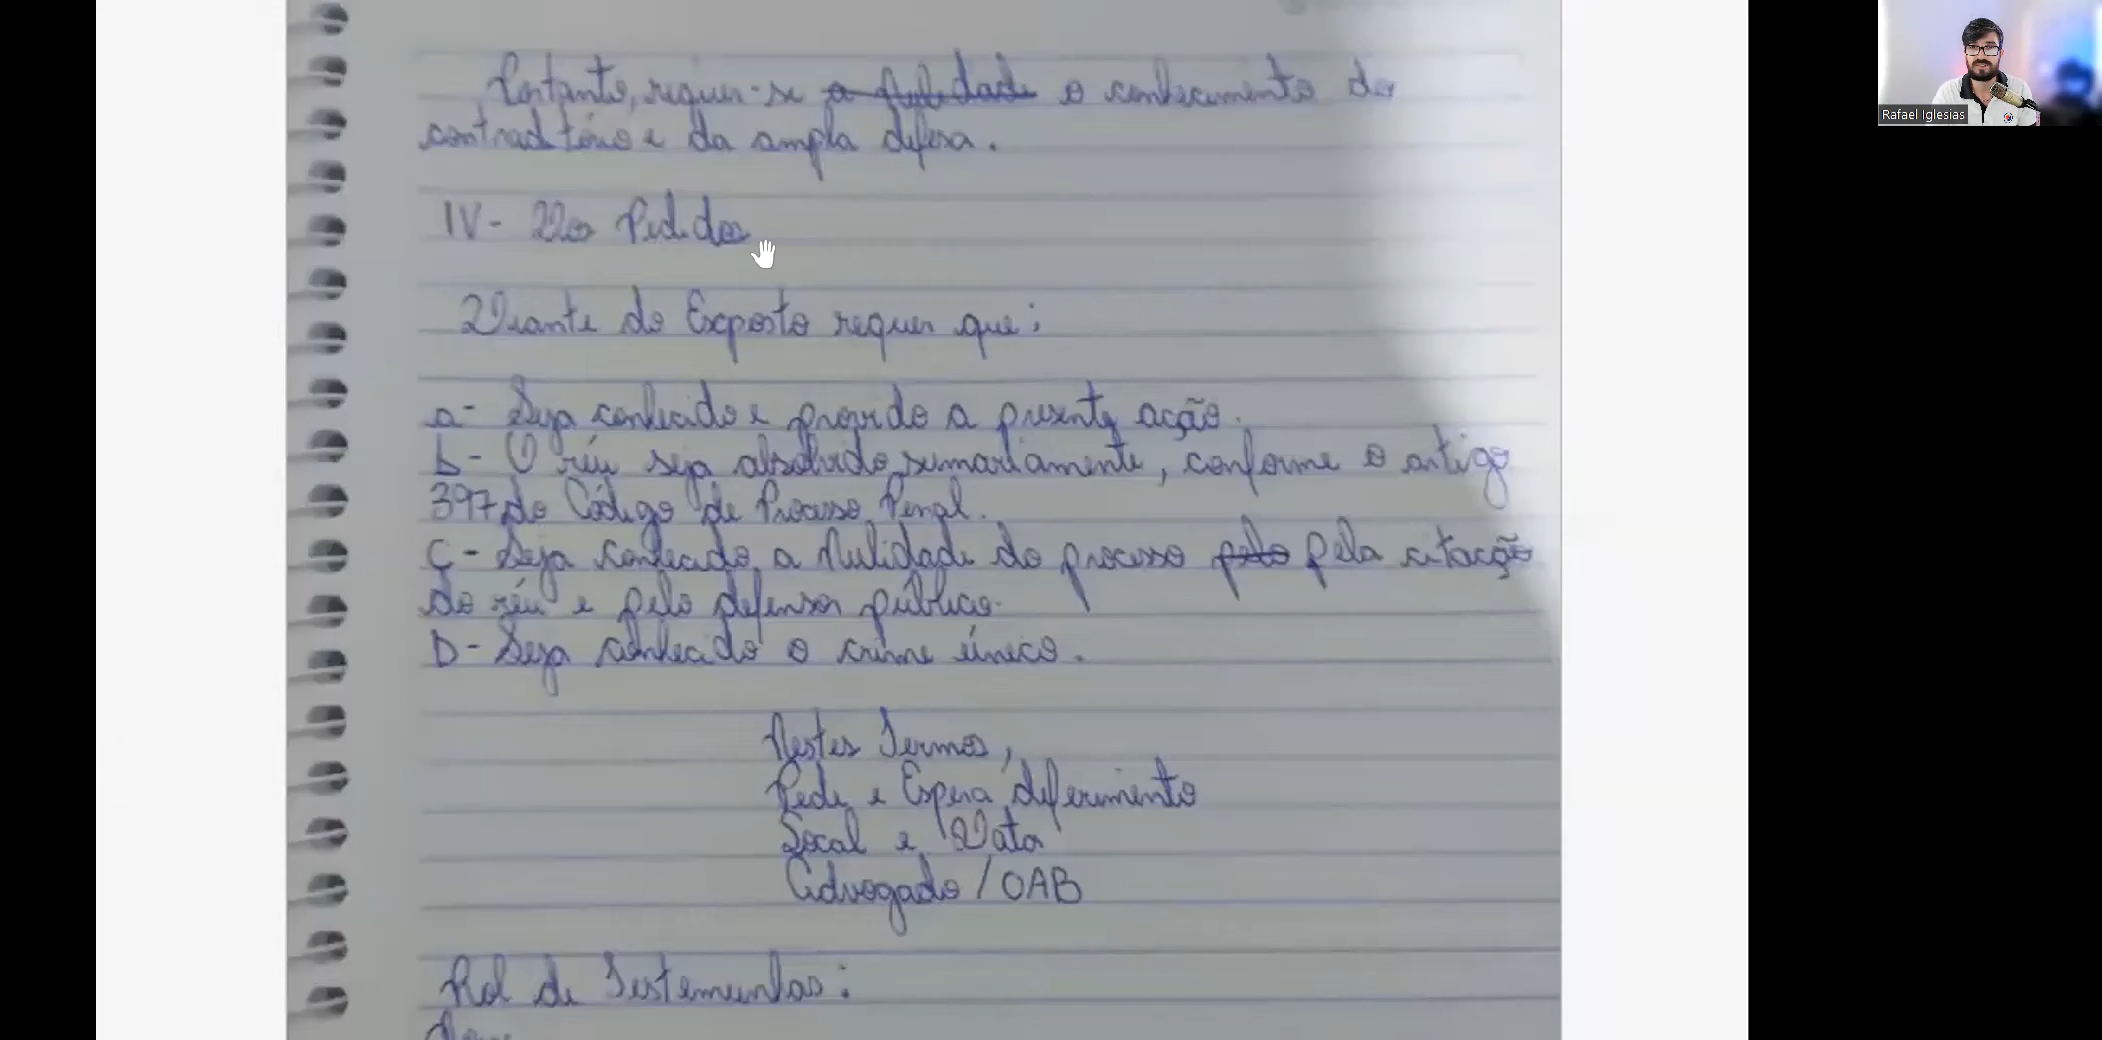 Portanto, requer-se a nulidade o conhecimento do
contraditório e da ampla defesa.
IV- Dos Pedidos
Diante do Exposto requer que:
a- Seja conhecido e provido a presente ação.
b- O réu seja absolvido sumariamente, conforme o artigo
397 do Código de Processo Penal.
C- Seja conhecido a Nulidade do processo pelo pela citação
do réu e pelo defensor público.
D- Seja conhecido o crime único.
Nestes Termos,
Pede e Espera deferimento
Local e Data
Advogado/OAB
Rol de Testemunhas:
Rafael Iglesias